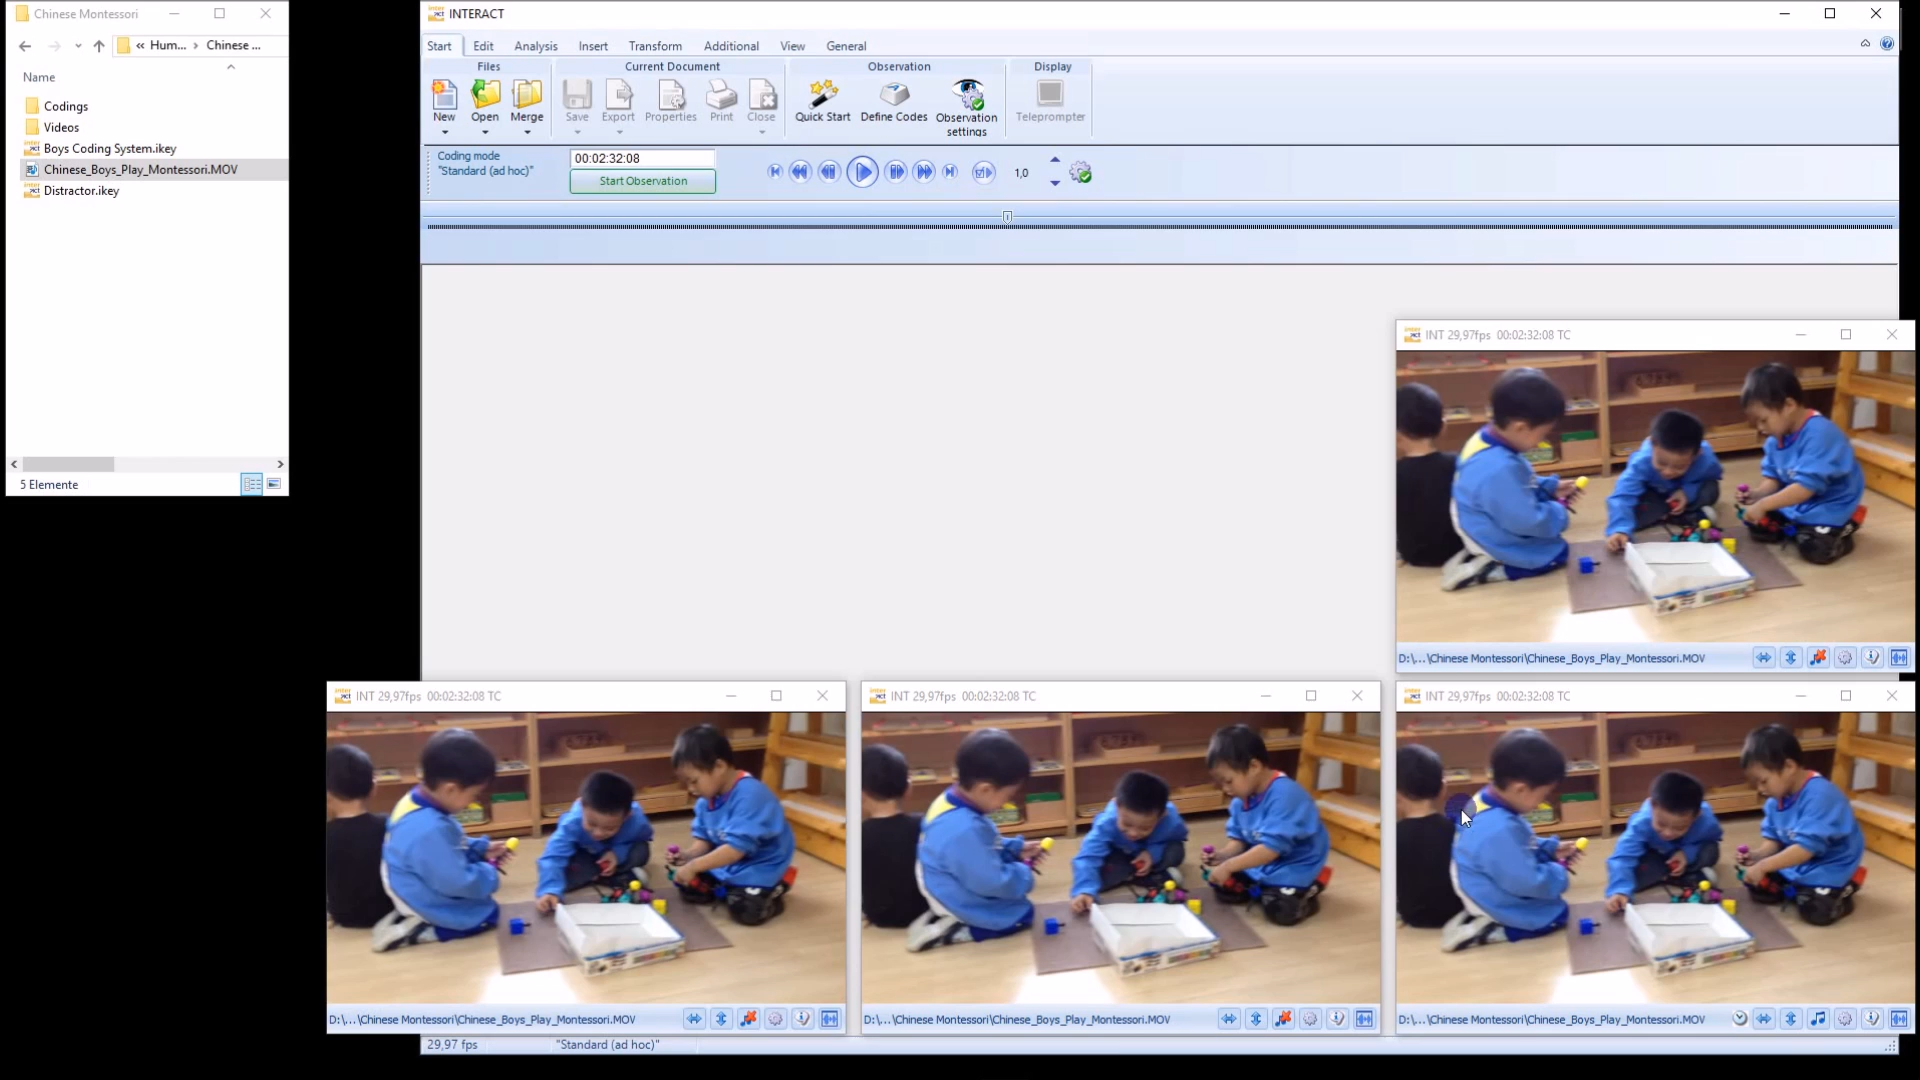 Chinese Montessori
« Hum... › Chinese ...
Name
Codings
Videos
Boys Coding System.ikey
Chinese_Boys_Play_Montessori.MOV
Distractor.ikey
5 Elemente
INTERACT
Start Edit Analysis Insert Transform Additional View General
Files Current Document Observation Display
New Open Merge Save Export Properties Print Close Quick Start Define Codes Observation settings Teleprompter
Coding mode
"Standard (ad hoc)"
00:02:32:08
Start Observation
1,0
INT 29,97fps 00:02:32:08 TC
D:\...\Chinese Montessori\Chinese_Boys_Play_Montessori.MOV
INT 29,97fps 00:02:32:08 TC
D:\...\Chinese Montessori\Chinese_Boys_Play_Montessori.MOV
INT 29,97fps 00:02:32:08 TC
D:\...\Chinese Montessori\Chinese_Boys_Play_Montessori.MOV
INT 29,97fps 00:02:32:08 TC
D:\...\Chinese Montessori\Chinese_Boys_Play_Montessori.MOV
29,97 fps "Standard (ad hoc)"